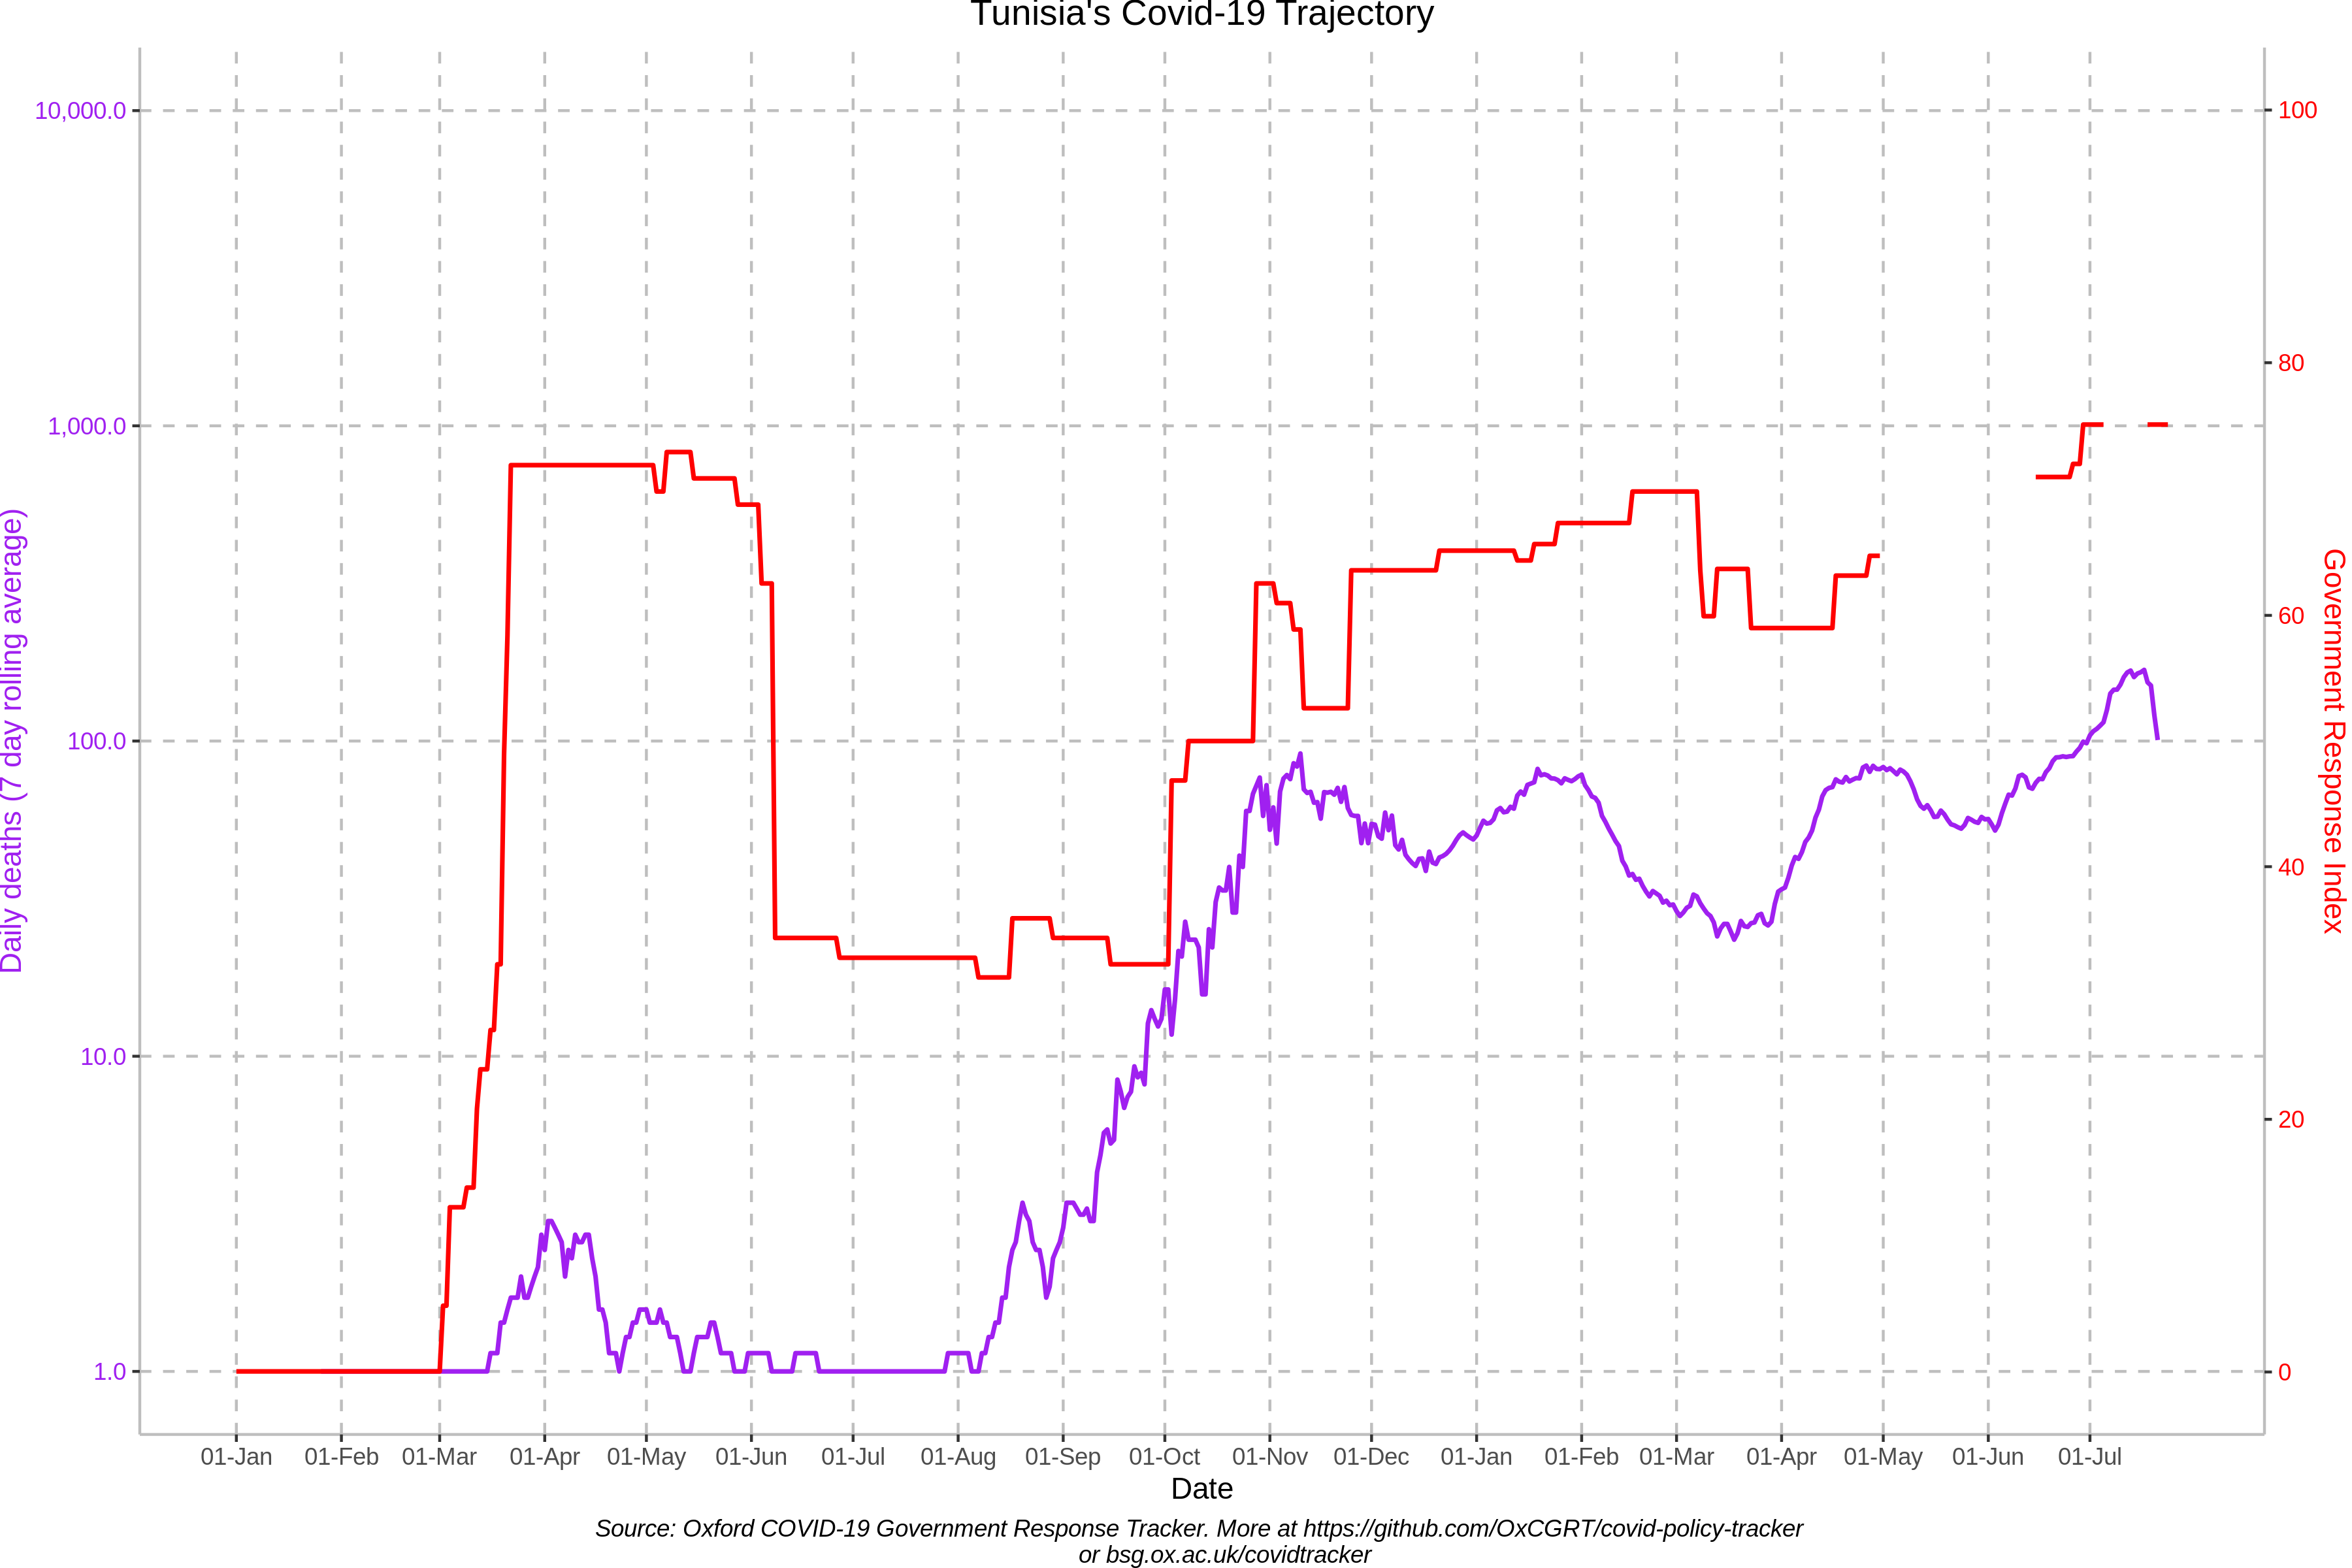 Tunisia's Covid-19 Trajectory
10,000.0
1,000.0
100.0
10.0
1.0
Daily deaths (7 day rolling average)
100
80
60
40
20
0
Government Response Index
01-Jan 01-Feb 01-Mar 01-Apr 01-May 01-Jun 01-Jul 01-Aug 01-Sep 01-Oct 01-Nov 01-Dec 01-Jan 01-Feb 01-Mar 01-Apr 01-May 01-Jun 01-Jul
Date
Source: Oxford COVID-19 Government Response Tracker. More at https://github.com/OxCGRT/covid-policy-tracker
or bsg.ox.ac.uk/covidtracker